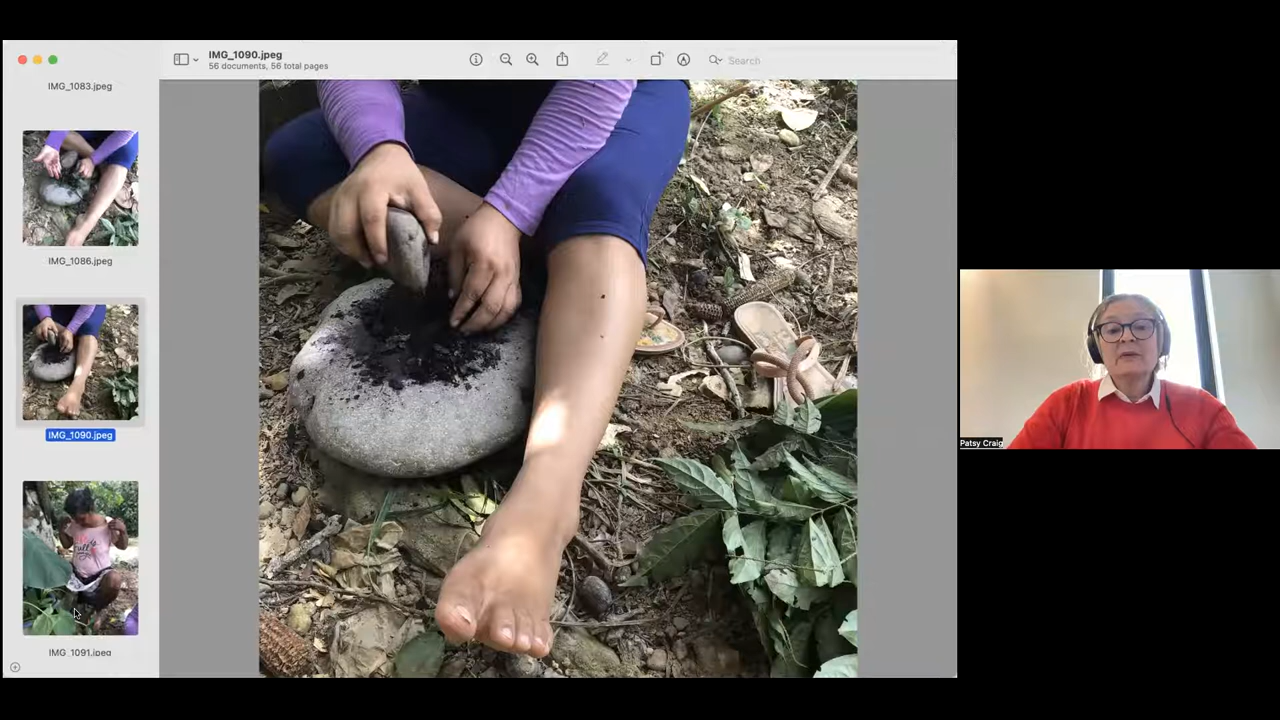 IMG_1090.jpeg
56 documents, 56 total pages
Search
IMG_1083.jpeg
IMG_1086.jpeg
IMG_1090.jpeg
IMG_1091.jpeg
Patsy Craig